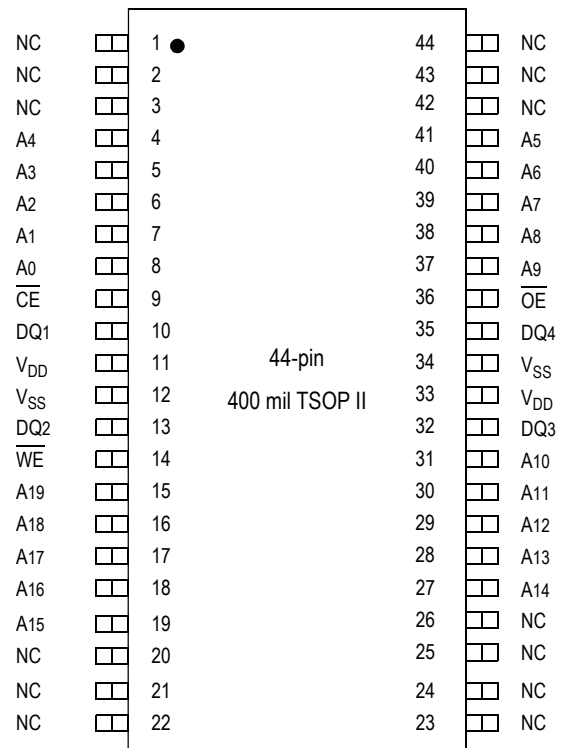 NC 1 44 NC
NC 2 43 NC
NC 3 42 NC
A4 4 41 A5
A3 5 40 A6
A2 6 39 A7
A1 7 38 A8
A0 8 37 A9
C̅E̅ 9 36 O̅E̅
DQ1 10 35 DQ4
VDD 11 44-pin 34 VSS
VSS 12 400 mil TSOP II 33 VDD
DQ2 13 32 DQ3
W̅E̅ 14 31 A10
A19 15 30 A11
A18 16 29 A12
A17 17 28 A13
A16 18 27 A14
A15 19 26 NC
NC 20 25 NC
NC 21 24 NC
NC 22 23 NC